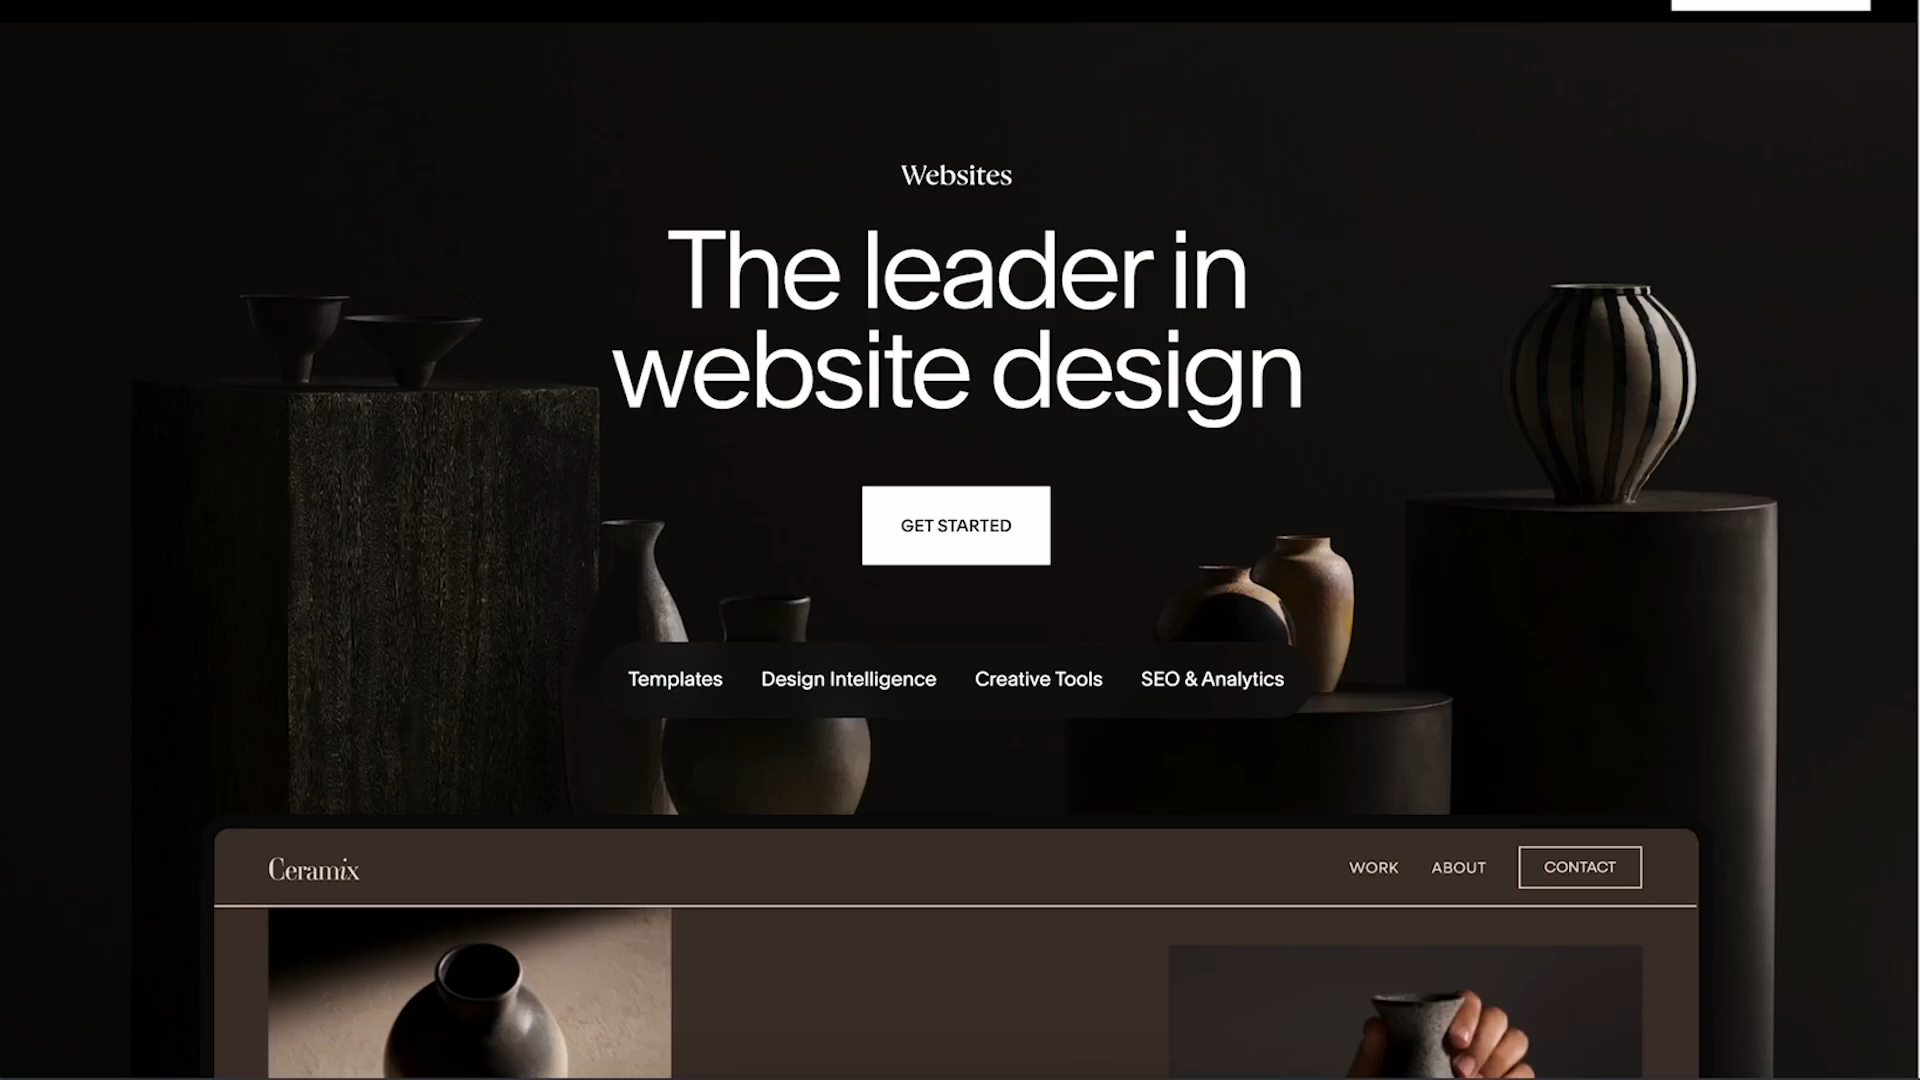 Websites
The leader in
website design
GET STARTED
Templates Design Intelligence Creative Tools SEO & Analytics
Ceramix WORK ABOUT CONTACT